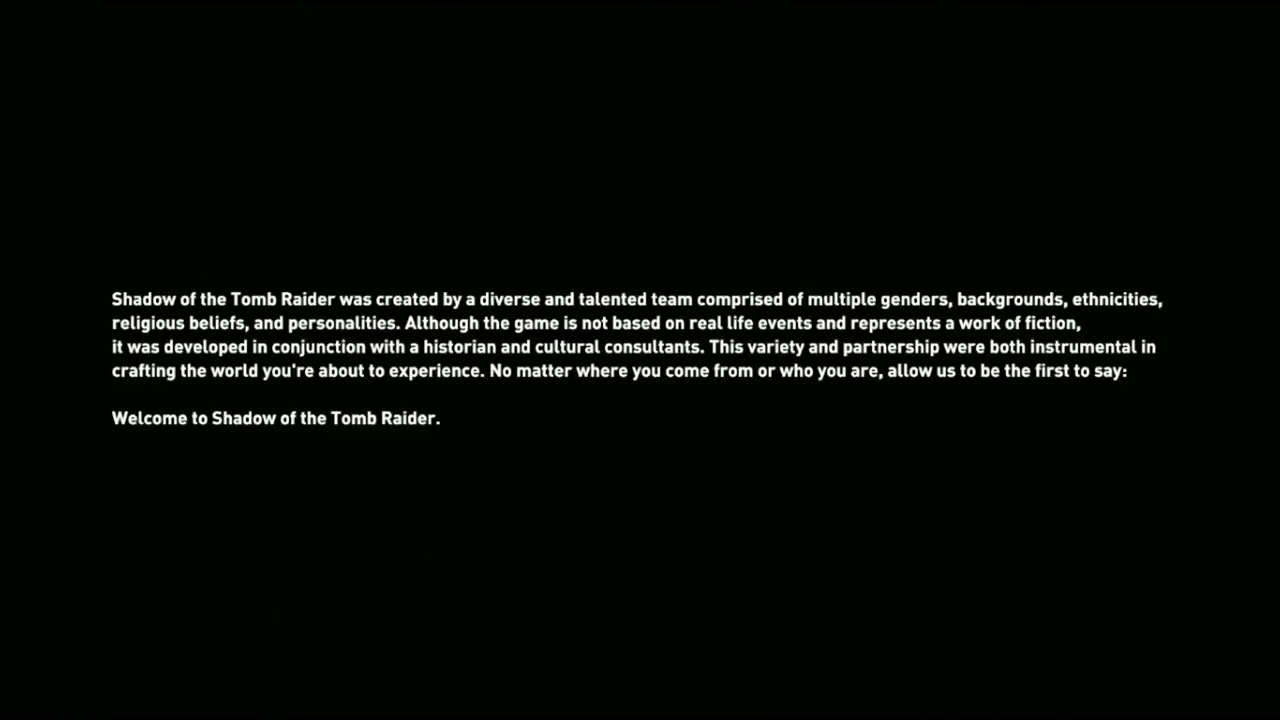 Shadow of the Tomb Raider was created by a diverse and talented team comprised of multiple genders, backgrounds, ethnicities,
religious beliefs, and personalities. Although the game is not based on real life events and represents a work of fiction,
it was developed in conjunction with a historian and cultural consultants. This variety and partnership were both instrumental in
crafting the world you're about to experience. No matter where you come from or who you are, allow us to be the first to say:
Welcome to Shadow of the Tomb Raider.